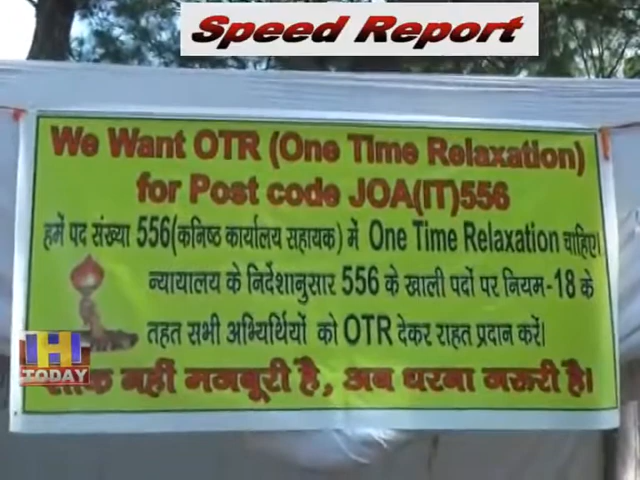 Speed Report
We Want OTR (One Time Relaxation)
for Post code JOA(IT)556
हमें पद संख्या 556(कनिष्ठ कार्यालय सहायक) में One Time Relaxation चाहिए।
न्यायालय के निर्देशानुसार 556 के खाली पदों पर नियम-18 के
तहत सभी अभियर्थियों को OTR देकर राहत प्रदान करें।
नहीं मजबूरी है, अब धरना जरुरी है।
H
TODAY